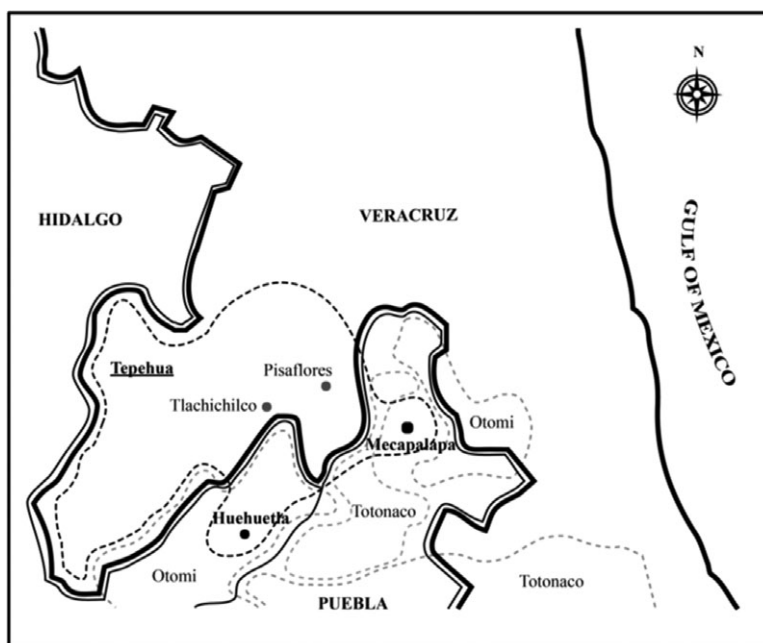 N
HIDALGO
VERACRUZ
GULF OF MEXICO
Tepehua
Pisaflores
Tlachichilco
Otomi
Mecapalapa
Huehuetla
Totonaco
Otomi
Totonaco
PUEBLA